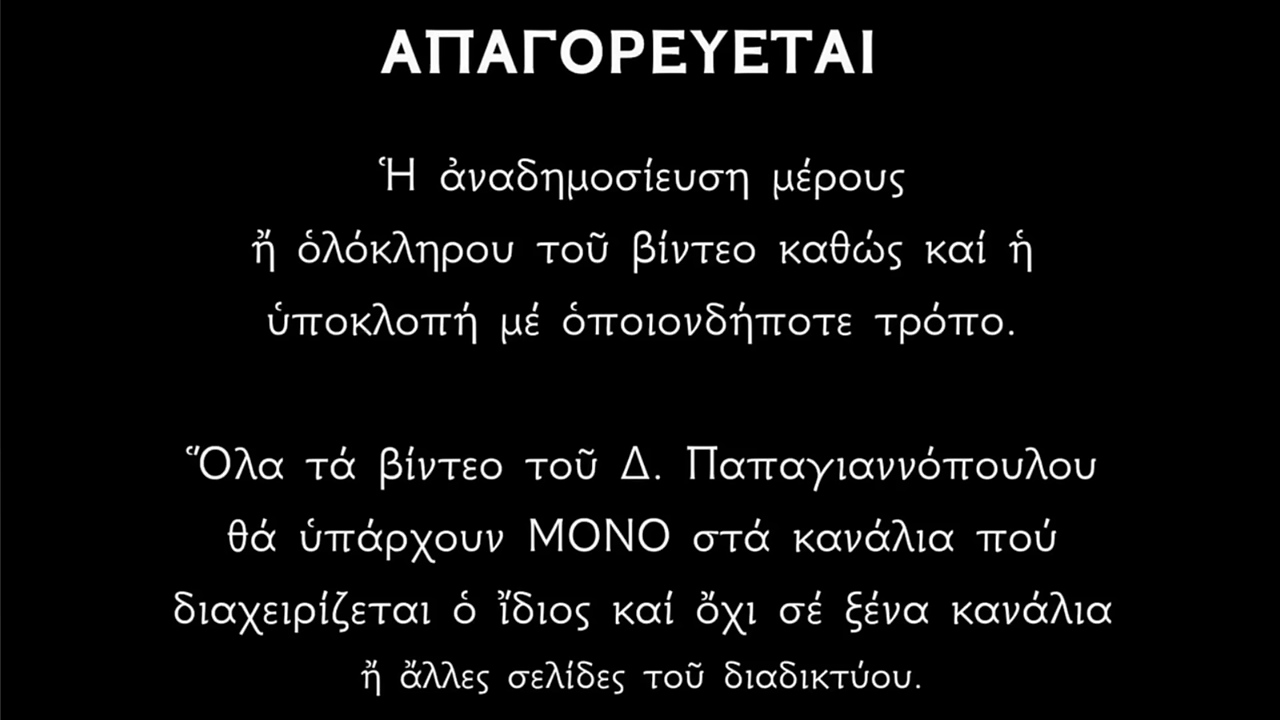 ΑΠΑΓΟΡΕΥΕΤΑΙ
Ἡ ἀναδημοσίευση μέρους
ἤ ὁλόκληρου τοῦ βίντεο καθώς καί ἡ
ὑποκλοπή μέ ὁποιονδήποτε τρόπο.
Ὅλα τά βίντεο τοῦ Δ. Παπαγιαννόπουλου
θά ὑπάρχουν ΜΟΝΟ στά κανάλια πού
διαχειρίζεται ὁ ἴδιος καί ὄχι σέ ξένα κανάλια
ἤ ἄλλες σελίδες τοῦ διαδικτύου.